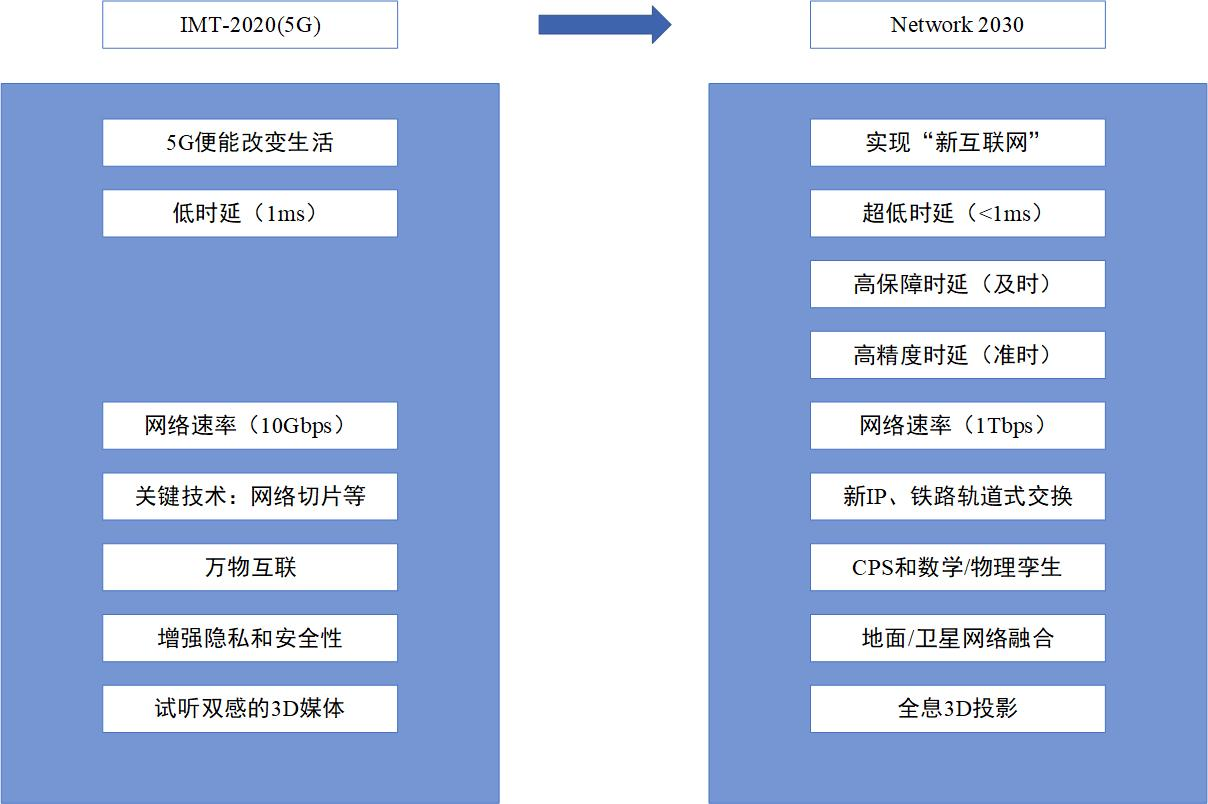 IMT-2020(5G)
Network 2030
5G便能改变生活
低时延（1ms）
网络速率（10Gbps）
关键技术：网络切片等
万物互联
增强隐私和安全性
试听双感的3D媒体
实现“新互联网”
超低时延（<1ms）
高保障时延（及时）
高精度时延（准时）
网络速率（1Tbps）
新IP、铁路轨道式交换
CPS和数学/物理孪生
地面/卫星网络融合
全息3D投影